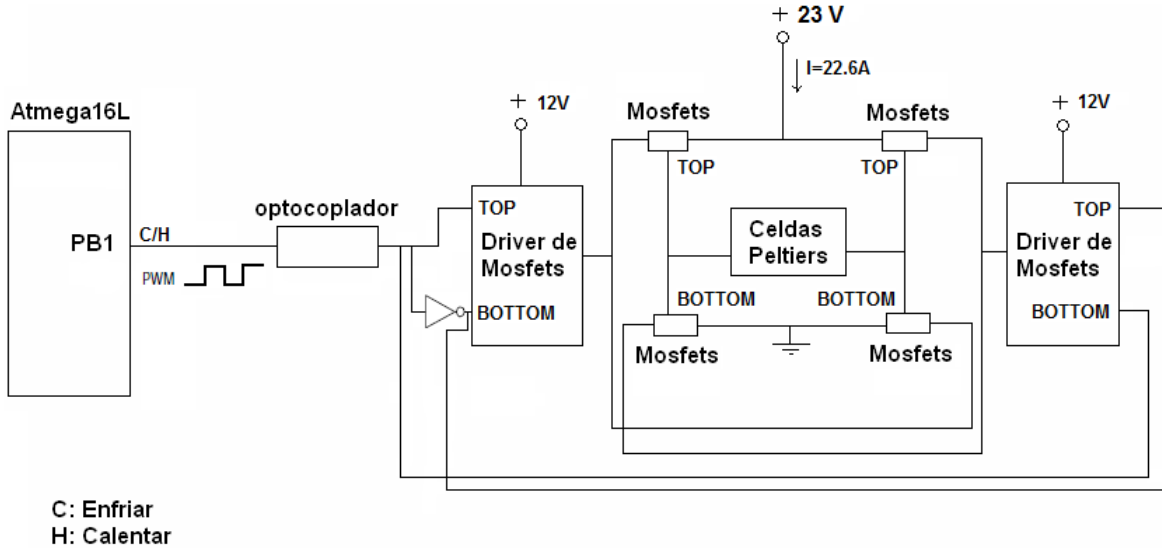 + 23 V
I=22.6A
Atmega16L
+ 12V
Mosfets
Mosfets
+ 12V
TOP
TOP
optocoplador
TOP
TOP
PB1
C/H
Driver de
Mosfets
Celdas
Peltiers
Driver de
Mosfets
PWM
BOTTOM
BOTTOM
BOTTOM
BOTTOM
Mosfets
Mosfets
C: Enfriar
H: Calentar